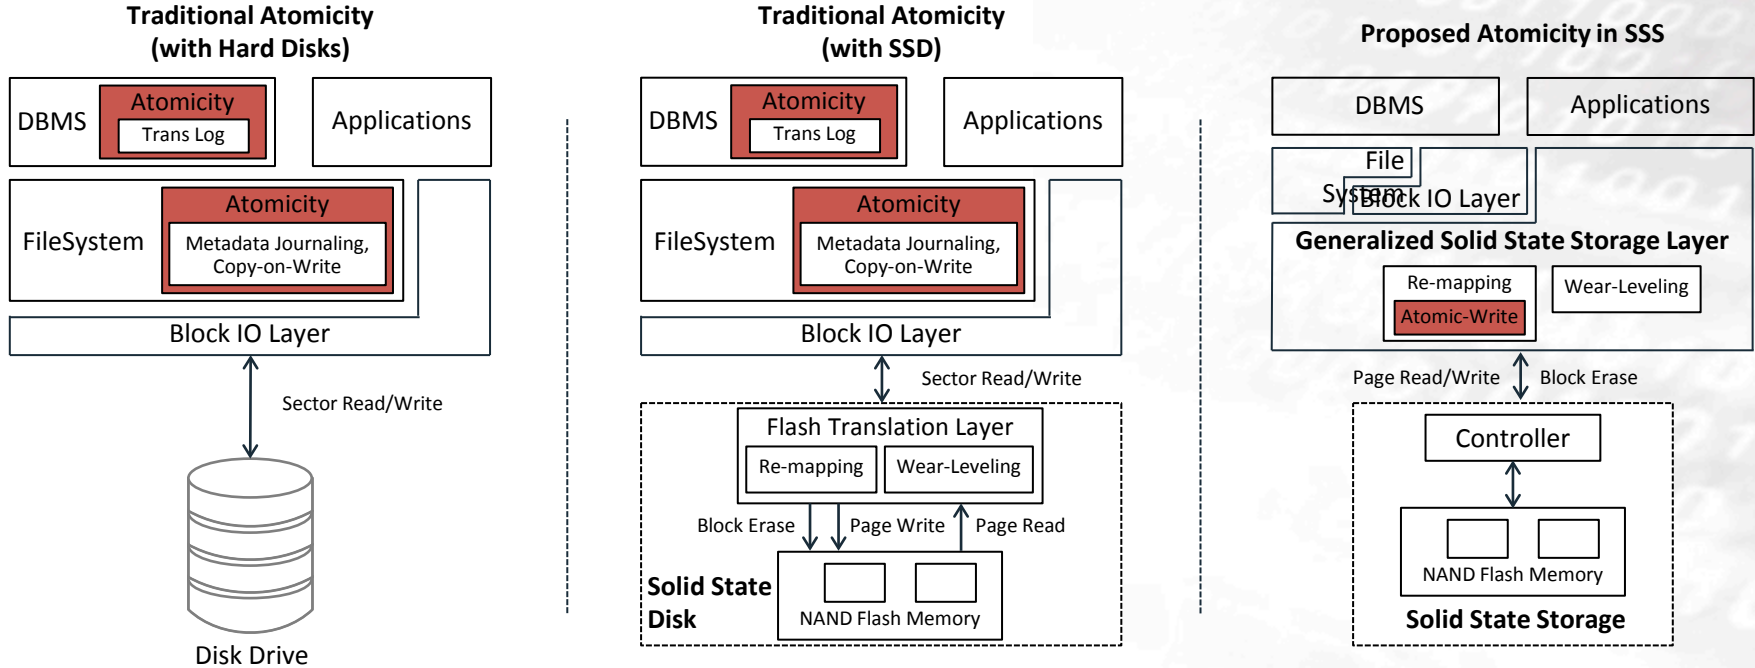 Traditional Atomicity
(with Hard Disks)
DBMS
Atomicity
Trans Log
Applications
FileSystem
Atomicity
Metadata Journaling,
Copy-on-Write
Block IO Layer
Sector Read/Write
Disk Drive
Traditional Atomicity
(with SSD)
DBMS
Atomicity
Trans Log
Applications
FileSystem
Atomicity
Metadata Journaling,
Copy-on-Write
Block IO Layer
Sector Read/Write
Flash Translation Layer
Re-mapping
Wear-Leveling
Block Erase
Page Write
Page Read
Solid State
Disk
NAND Flash Memory
Proposed Atomicity in SSS
DBMS
Applications
File
System
Block IO Layer
Generalized Solid State Storage Layer
Re-mapping
Atomic-Write
Wear-Leveling
Page Read/Write
Block Erase
Controller
NAND Flash Memory
Solid State Storage